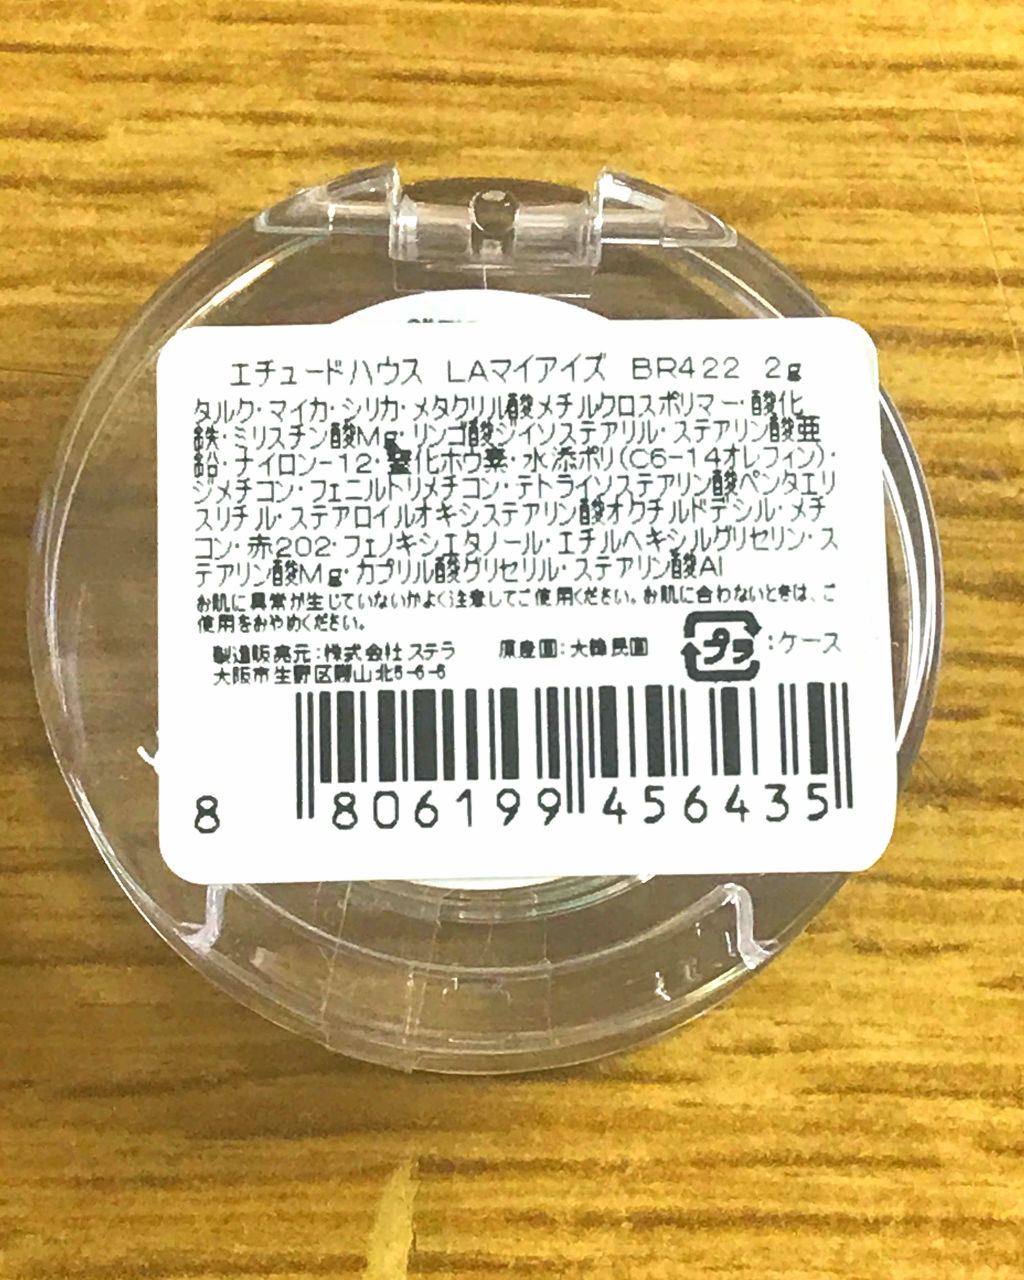 エチュードハウス LAマイアイズ BR422 2g
タルク・マイカ・シリカ・メタクリル酸メチルクロスポリマー・酸化
鉄・ミリスチン酸Mg・リンゴ酸ジイソステアリル・ステアリン酸亜
鉛・ナイロン-12・窒化ホウ素・水添ポリ(C6-14オレフィン)・
ジメチコン・フェニルトリメチコン・テトライソステアリン酸ペンタエリ
スリチル・ステアロイルオキシステアリン酸オクチルドデシル・メチ
コン・赤202・フェノキシエタノール・エチルヘキシルグリセリン・ス
テアリン酸Mg・カプリル酸グリセリル・ステアリン酸Al
お肌に異常が生じていないかよく注意してご使用ください。お肌に合わないときは、ご
使用をおやめください。
製造販売元:株式会社ステラ 原産国:大韓民国 プラ :ケース
大阪市生野区勝山北5-6-6
8 806199 456435